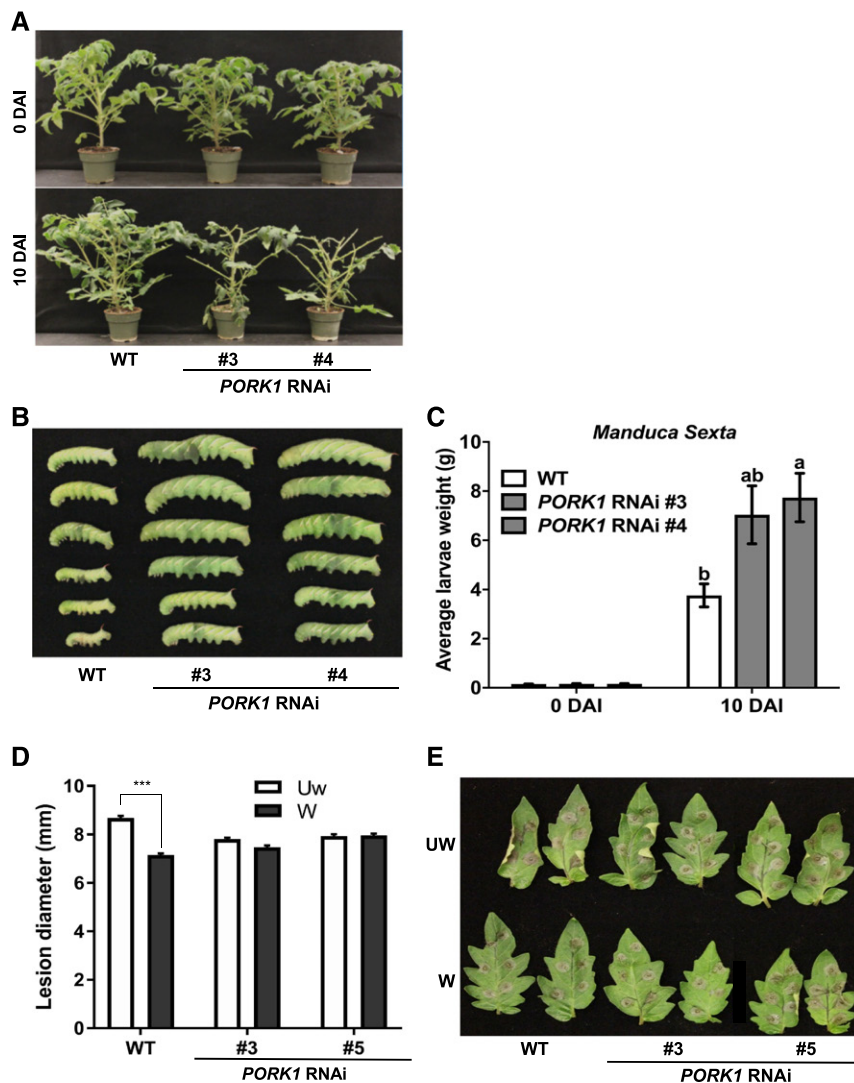 A
0 DAI
10 DAI
WT #3 #4
PORK1 RNAi
B
WT #3 #4
PORK1 RNAi
C
Manduca Sexta
Average larvae weight (g)
10
8
6
4
2
0
WT
PORK1 RNAi #3
PORK1 RNAi #4
b
ab
a
0 DAI 10 DAI
D
Lesion diameter (mm)
10
8
6
4
2
0
***
Uw
W
WT #3 #5
PORK1 RNAi
E
UW
W
WT #3 #5
PORK1 RNAi